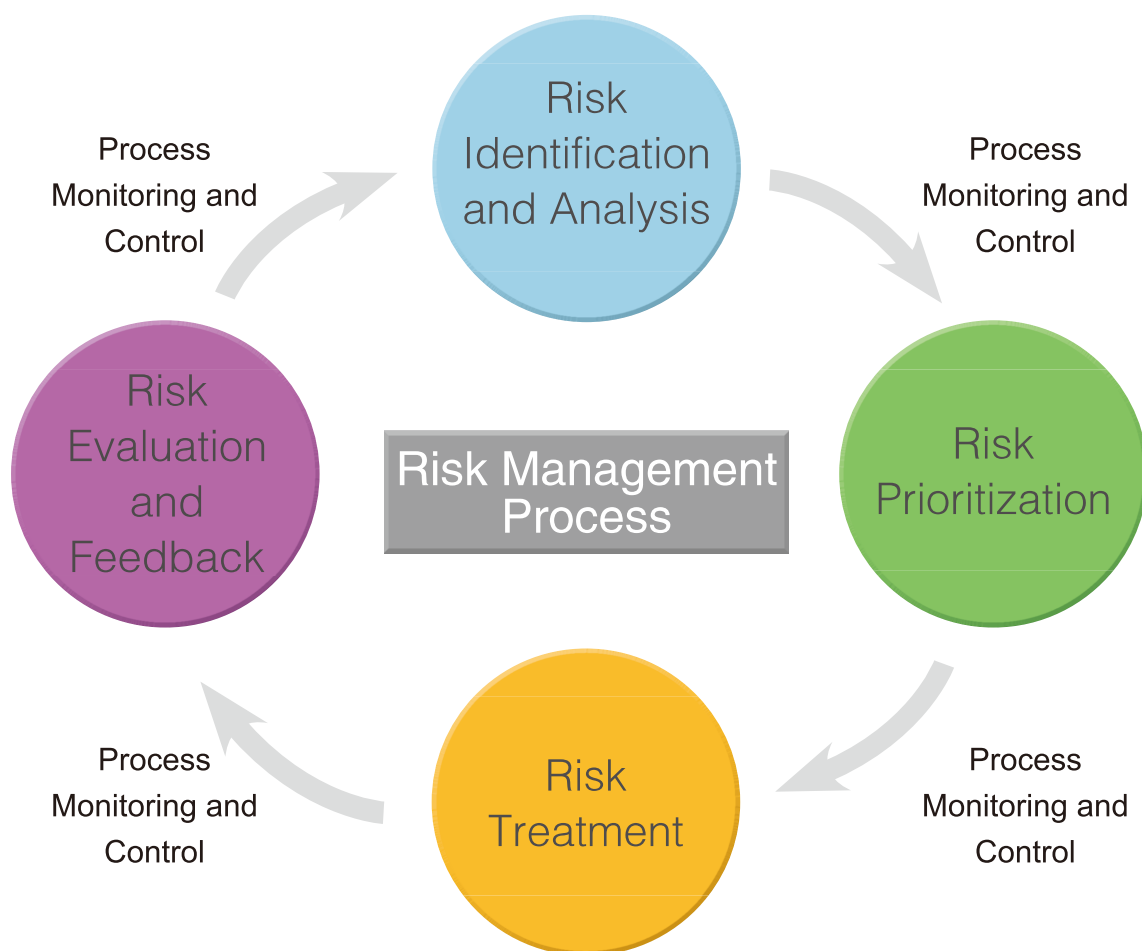 Risk
Identification
and Analysis
Process
Monitoring and
Control
Process
Monitoring and
Control
Risk
Evaluation
and
Feedback
Risk Management
Process
Risk
Prioritization
Process
Monitoring and
Control
Risk
Treatment
Process
Monitoring and
Control